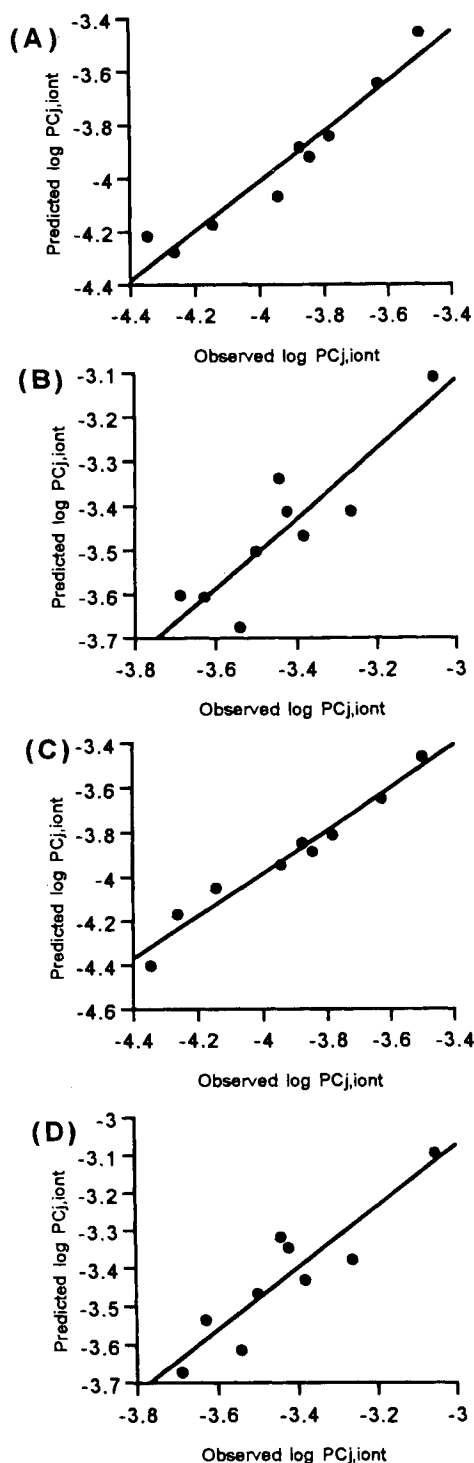 (A)
Predicted log PCj,iont
-3.4
-3.6
-3.8
-4
-4.2
-4.4
-4.4 -4.2 -4 -3.8 -3.6 -3.4
Observed log PCj,iont
(B)
Predicted log PCj,iont
-3.1
-3.3
-3.5
-3.7
-3.8 -3.6 -3.4 -3.2 -3
Observed log PCj,iont
(C)
Predicted log PCj,iont
-3.4
-3.6
-3.8
-4
-4.2
-4.4
-4.6
-4.4 -4.2 -4 -3.8 -3.6 -3.4
Observed log PCj,iont
(D)
Predicted log PCj,iont
-3
-3.1
-3.2
-3.3
-3.4
-3.5
-3.6
-3.7
-3.8 -3.6 -3.4 -3.2 -3
Observed log PCj,iont